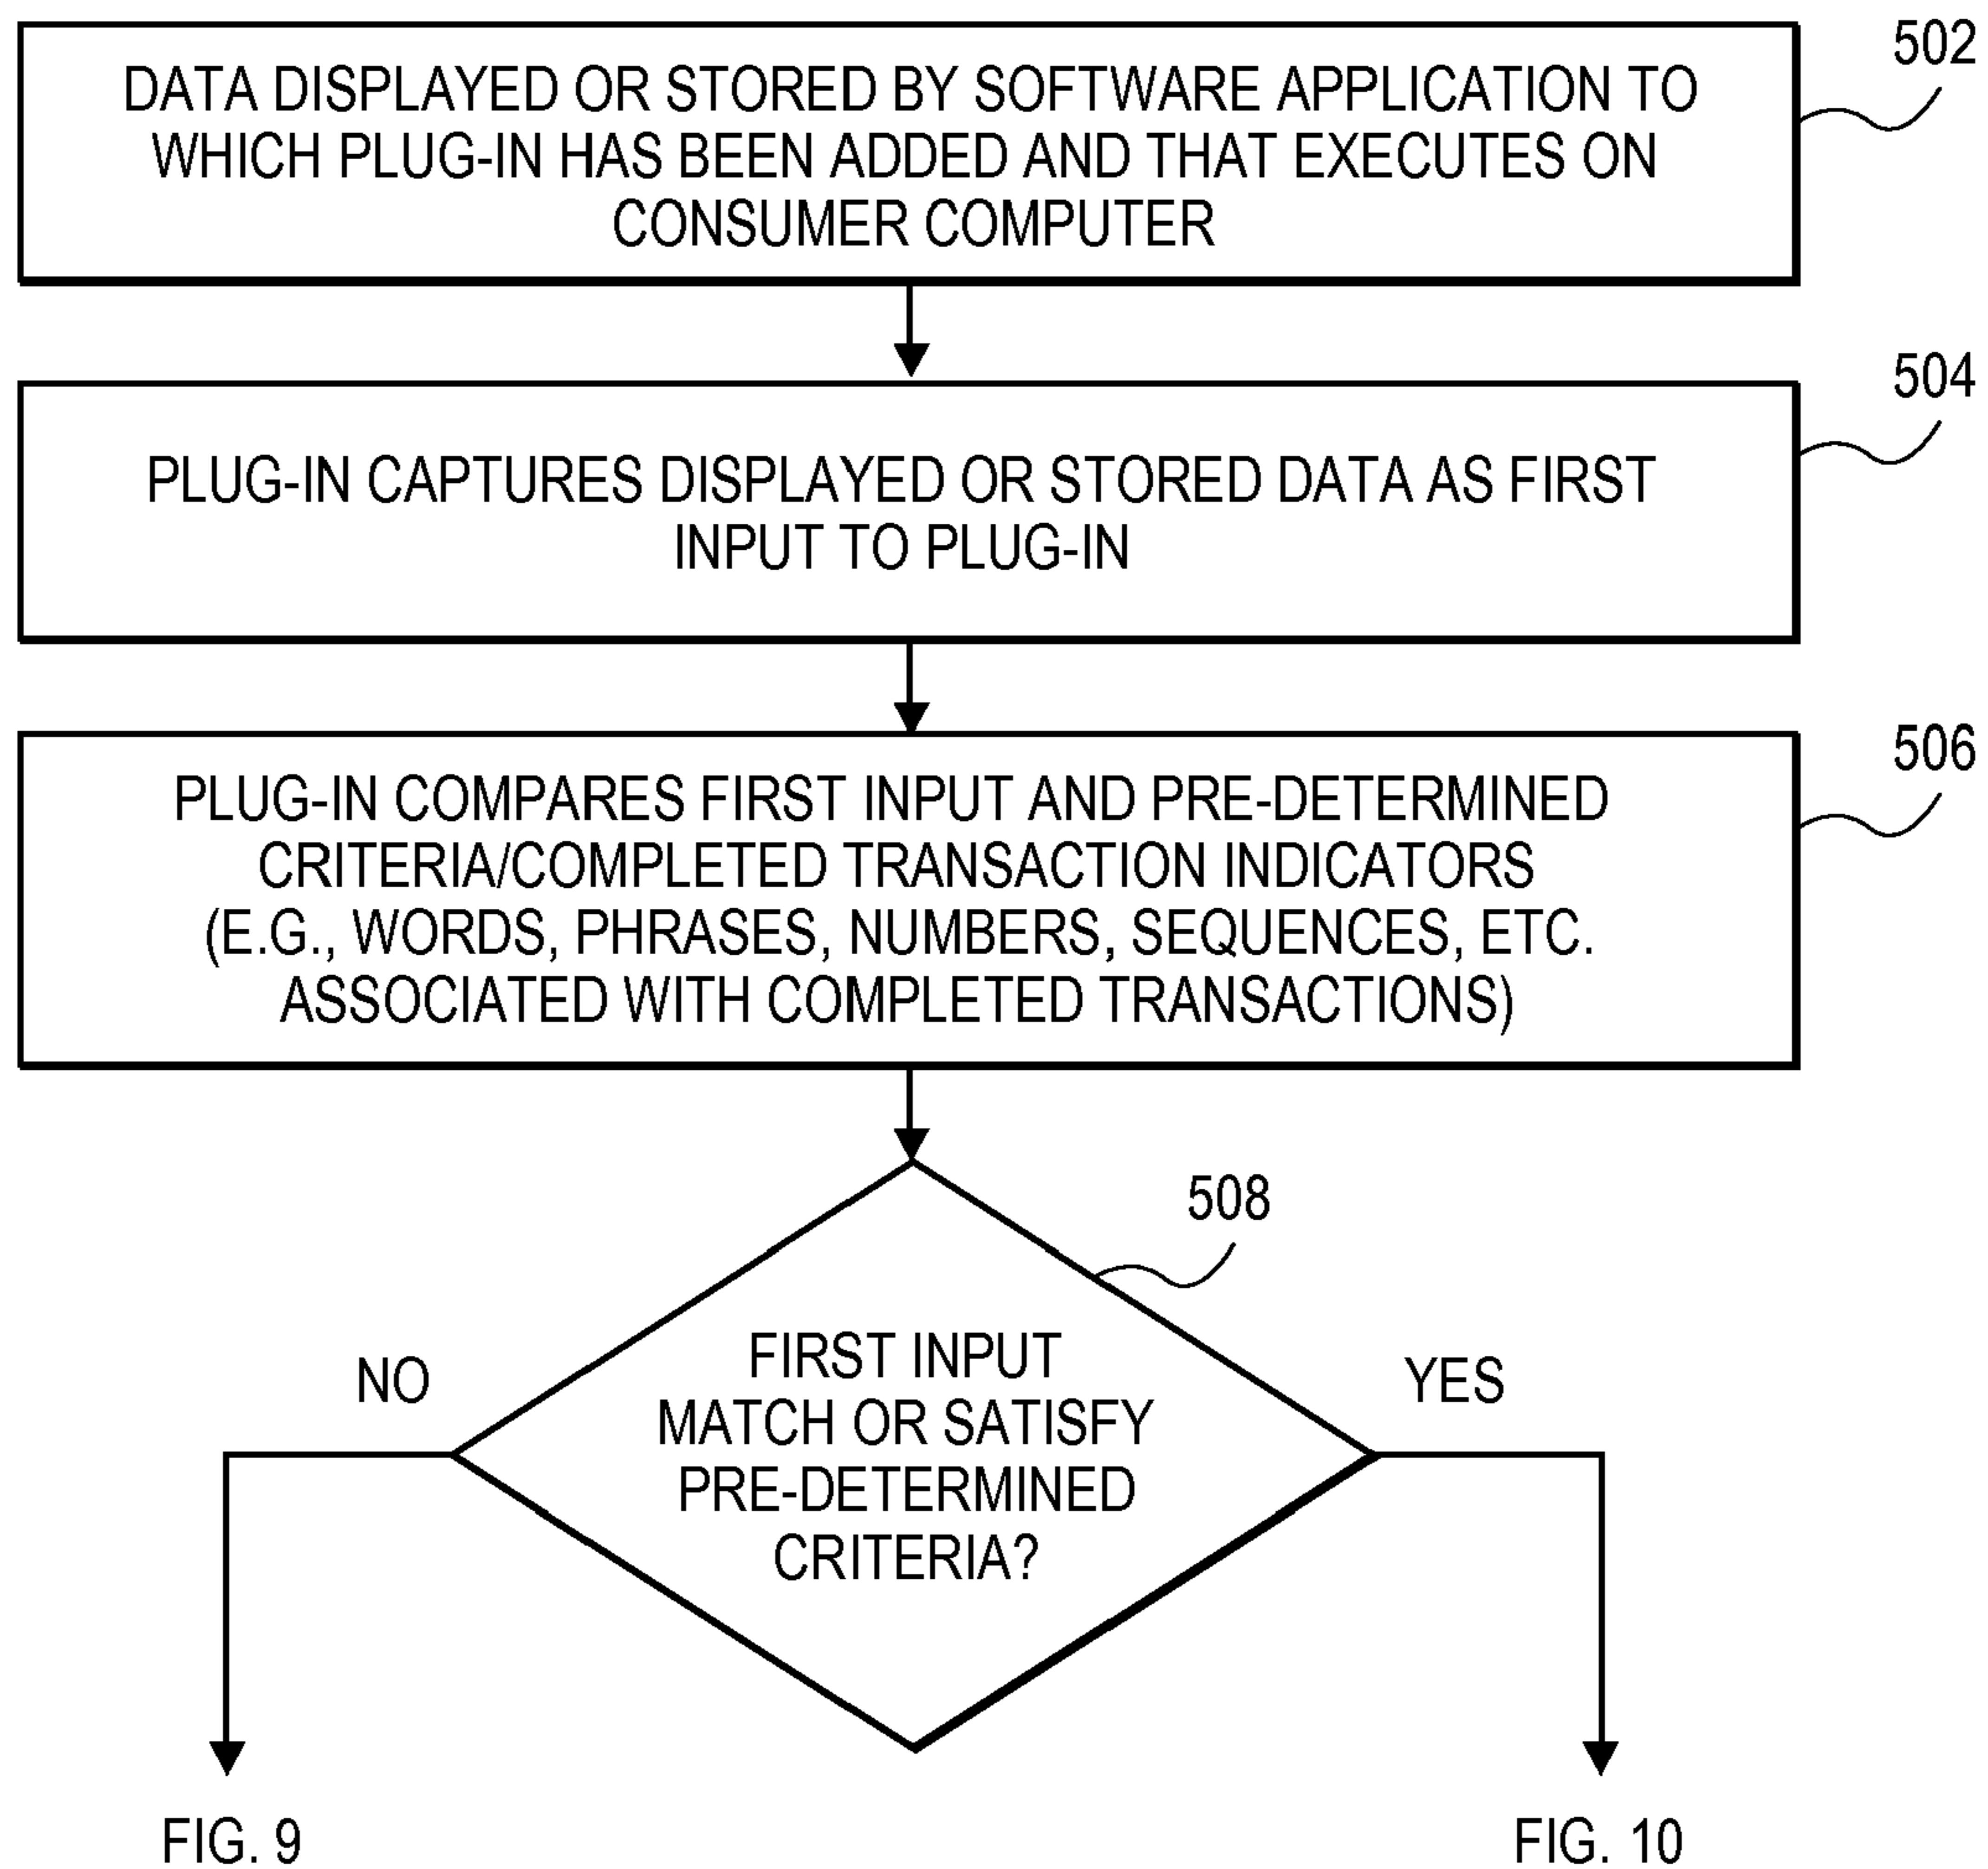 502
DATA DISPLAYED OR STORED BY SOFTWARE APPLICATION TO
WHICH PLUG-IN HAS BEEN ADDED AND THAT EXECUTES ON
CONSUMER COMPUTER
504
PLUG-IN CAPTURES DISPLAYED OR STORED DATA AS FIRST
INPUT TO PLUG-IN
506
PLUG-IN COMPARES FIRST INPUT AND PRE-DETERMINED
CRITERIA/COMPLETED TRANSACTION INDICATORS
(E.G., WORDS, PHRASES, NUMBERS, SEQUENCES, ETC.
ASSOCIATED WITH COMPLETED TRANSACTIONS)
508
FIRST INPUT
MATCH OR SATISFY
PRE-DETERMINED
CRITERIA?
NO
YES
FIG. 9
FIG. 10